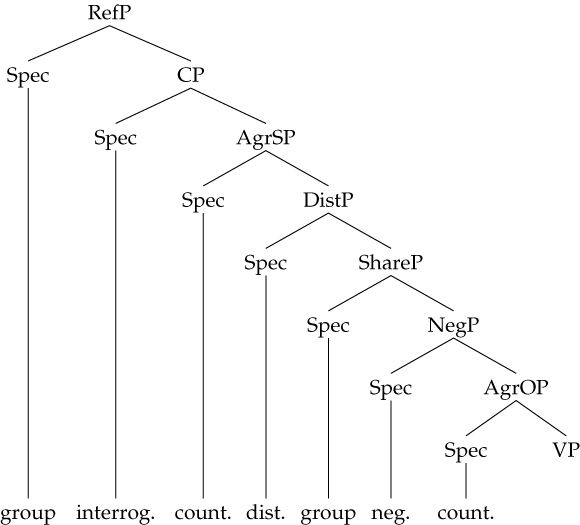 RefP
Spec CP
Spec AgrSP
Spec DistP
Spec ShareP
Spec NegP
Spec AgrOP
Spec VP
group interrog. count. dist. group neg. count.